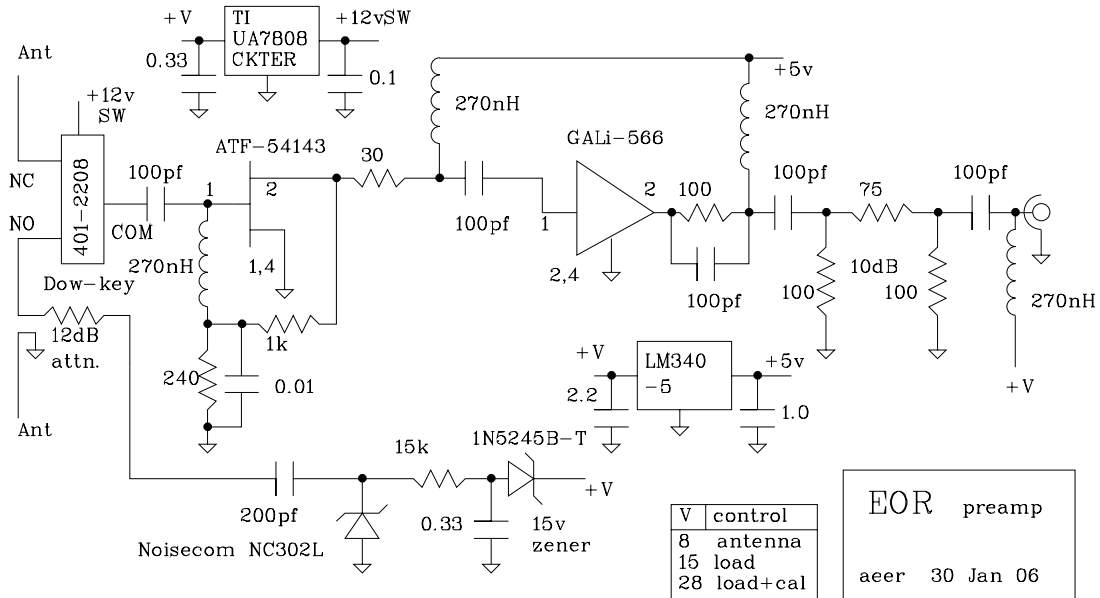 +V
TI
UA7808
CKTER
+12vSW
Ant
0.33
0.1
+5v
+12v
SW
270nH
270nH
ATF-54143
GALi-566
NC
100pf
30
1
2
401-2208
NO
COM
100pf
1
2
100
100pf
75
100pf
270nH
1,4
2,4
100pf
100
10dB
100
270nH
Dow-key
12dB
attn.
1k
240
0.01
+V
LM340
-5
+5v
2.2
1.0
+V
Ant
15k
1N5245B-T
+V
200pf
0.33
15v
zener
Noisecom NC302L
V control
8 antenna
15 load
28 load+cal
EOR preamp
aeer 30 Jan 06